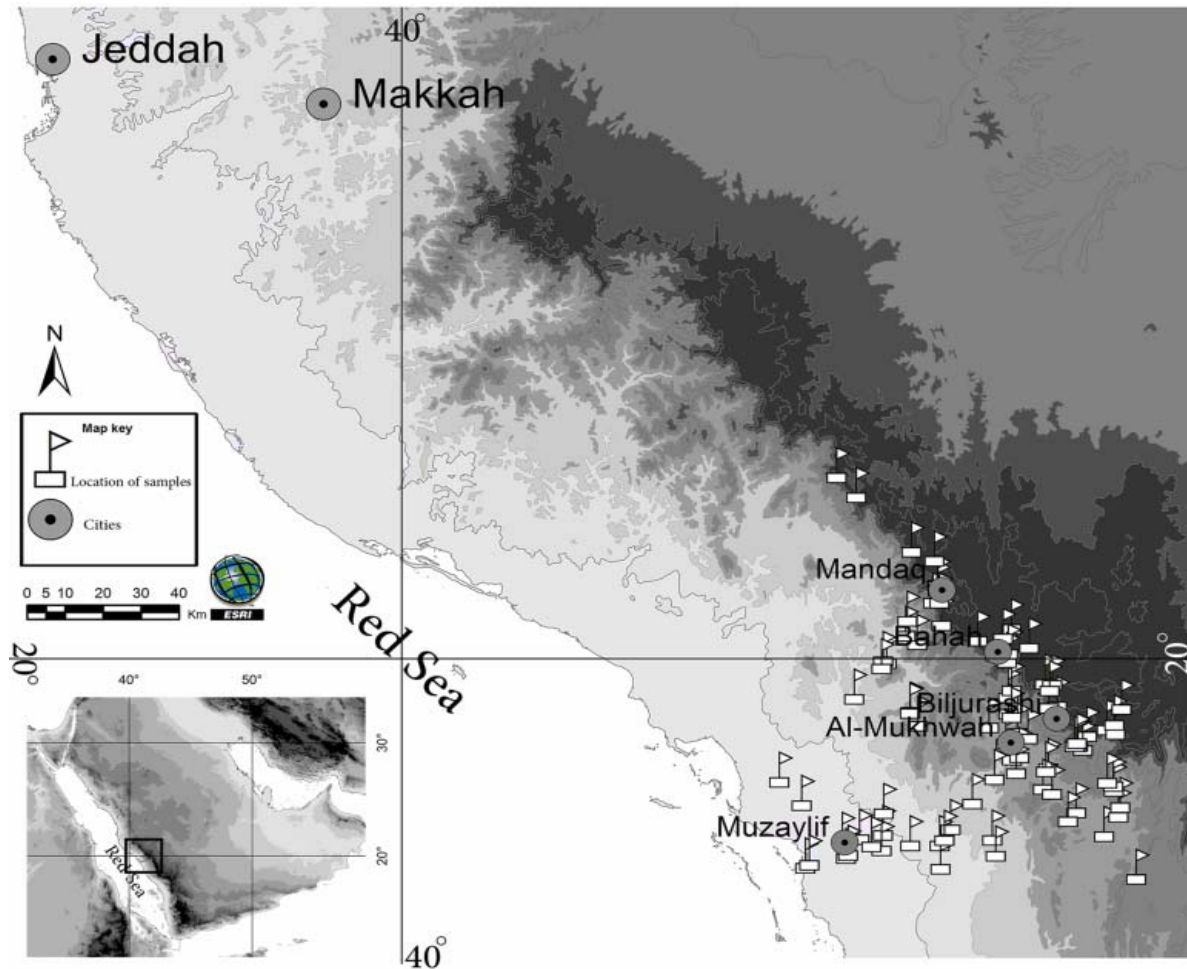 40°
Jeddah
Makkah
N
Map key
Location of samples
Cities
0 5 10 20 30 40
Km
ESRI
Red Sea
Mandaq
Bahah
20°
20°
Biljurashi
Al-Mukhwah
Muzaylif
40°
40° 50°
30°
20°
Red Sea